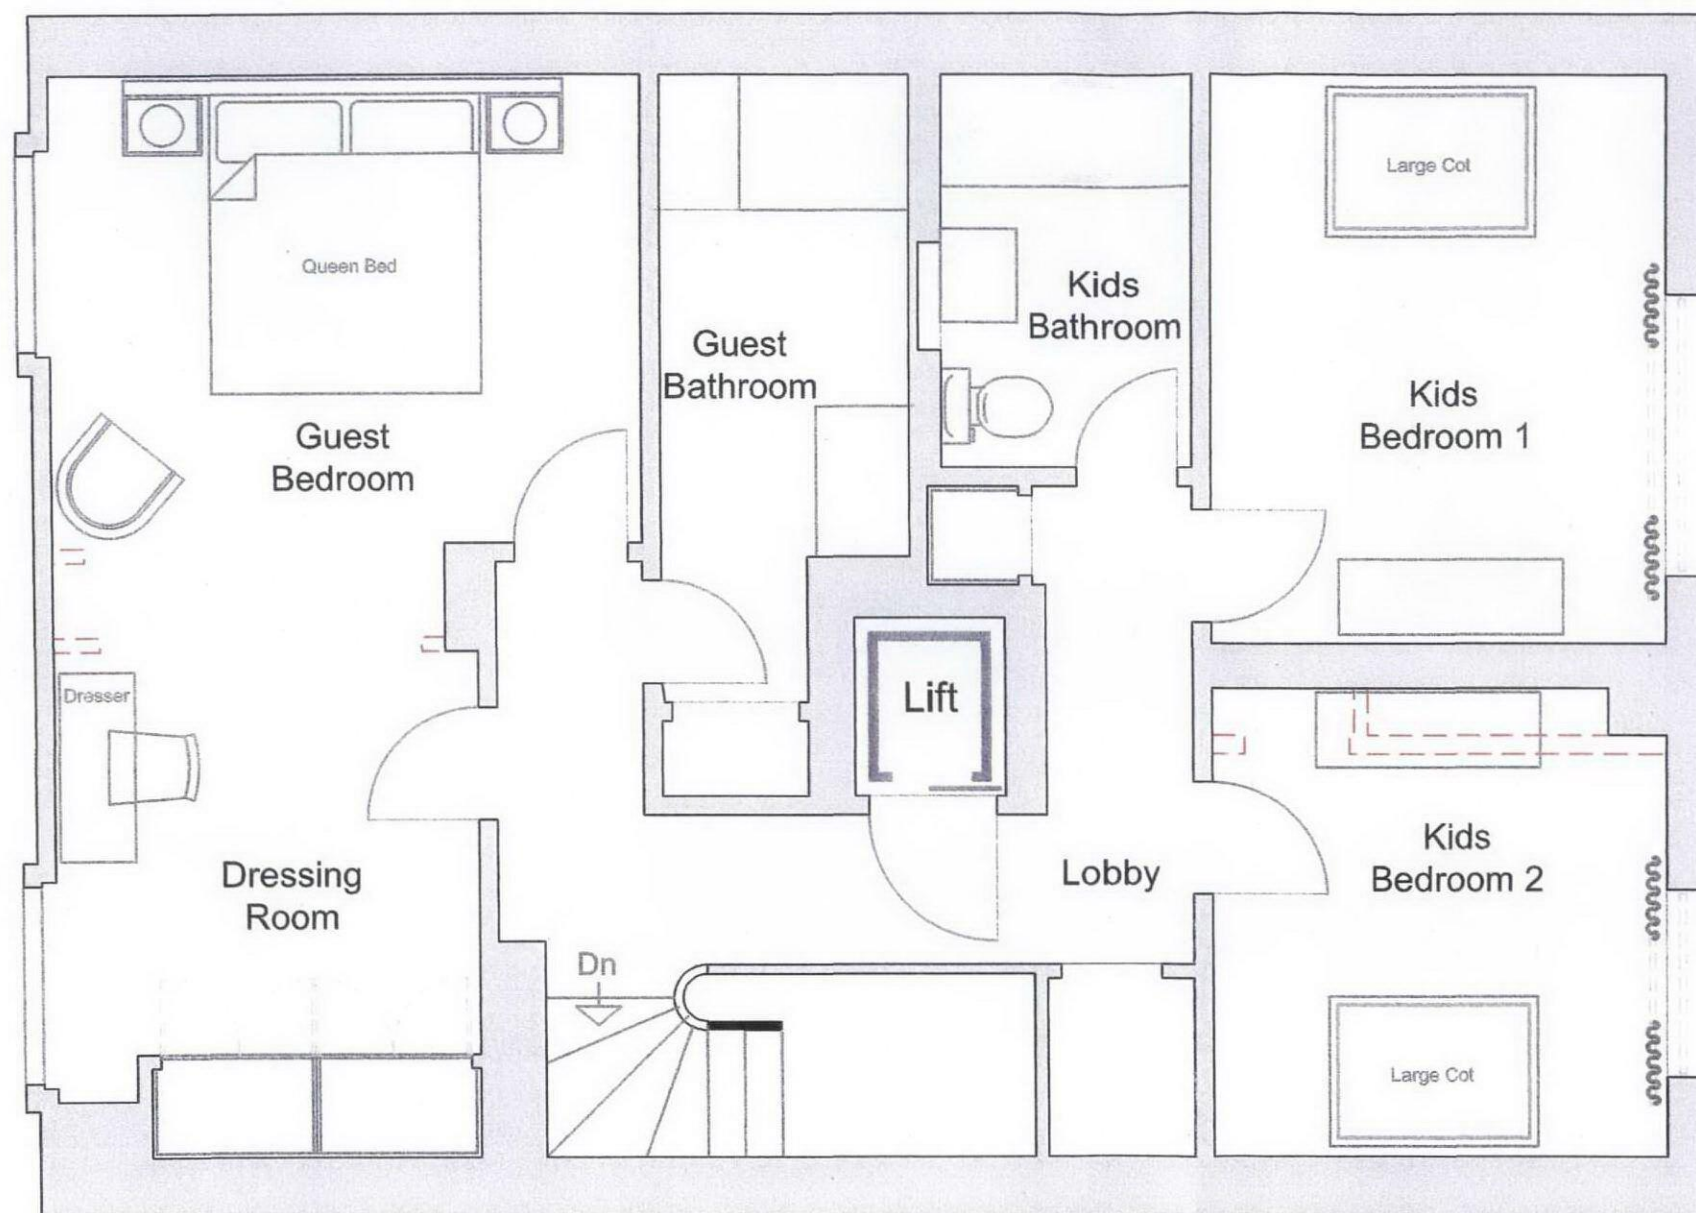 Large Cot
Queen Bed
Kids
Bathroom
Guest
Bathroom
Kids
Bedroom 1
Guest
Bedroom
Dresser
Lift
Kids
Bedroom 2
Lobby
Dressing
Room
Dn
Large Cot